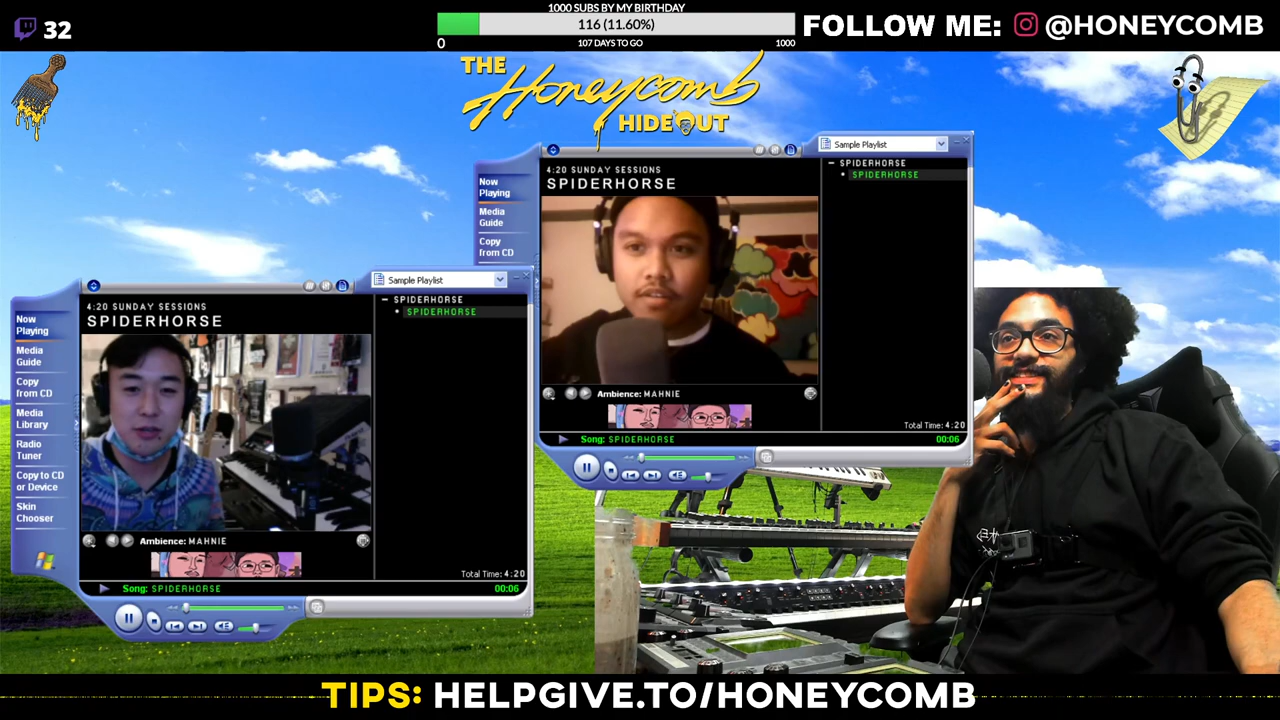 32
1000 SUBS BY MY BIRTHDAY
116 (11.60%)
0
107 DAYS TO GO
1000
FOLLOW ME: @HONEYCOMB
THE
Honeycomb
HIDEOUT
Sample Playlist
4:20 SUNDAY SESSIONS
SPIDERHORSE
SPIDERHORSE
SPIDERHORSE
Now
Playing
Media
Guide
Copy
from CD
Ambience: MAHNIE
Total Time: 4:20
Song: SPIDERHORSE
00:06
Sample Playlist
4:20 SUNDAY SESSIONS
SPIDERHORSE
SPIDERHORSE
SPIDERHORSE
Now
Playing
Media
Guide
Copy
from CD
Media
Library
Radio
Tuner
Copy to CD
or Device
Skin
Chooser
Ambience: MAHNIE
Total Time: 4:20
Song: SPIDERHORSE
00:06
TIPS: HELPGIVE.TO/HONEYCOMB